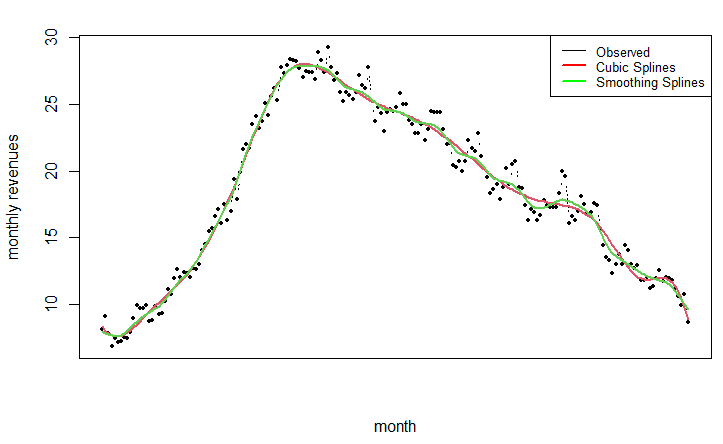 30
25
20
15
10
monthly revenues
month
Observed
Cubic Splines
Smoothing Splines